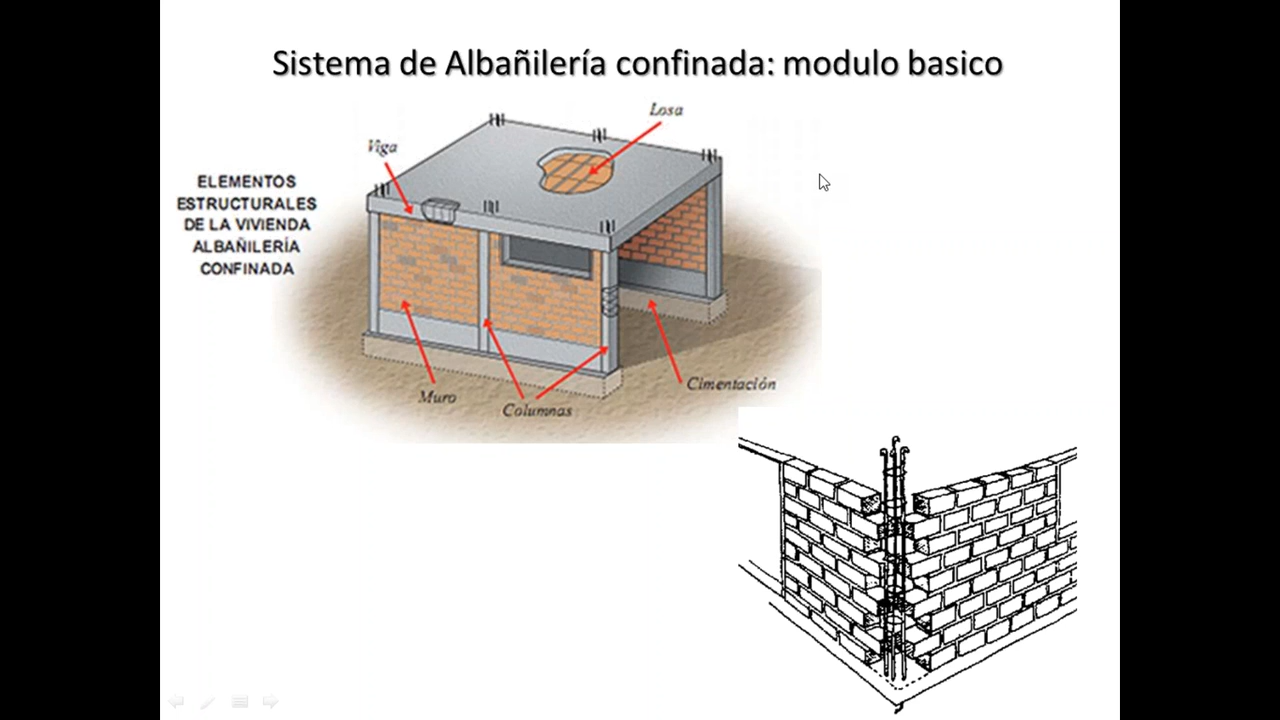 Sistema de Albañilería confinada: modulo basico
Losa
Viga
ELEMENTOS
ESTRUCTURALES
DE LA VIVIENDA
ALBAÑILERÍA
CONFINADA
Cimentación
Muro
Columnas